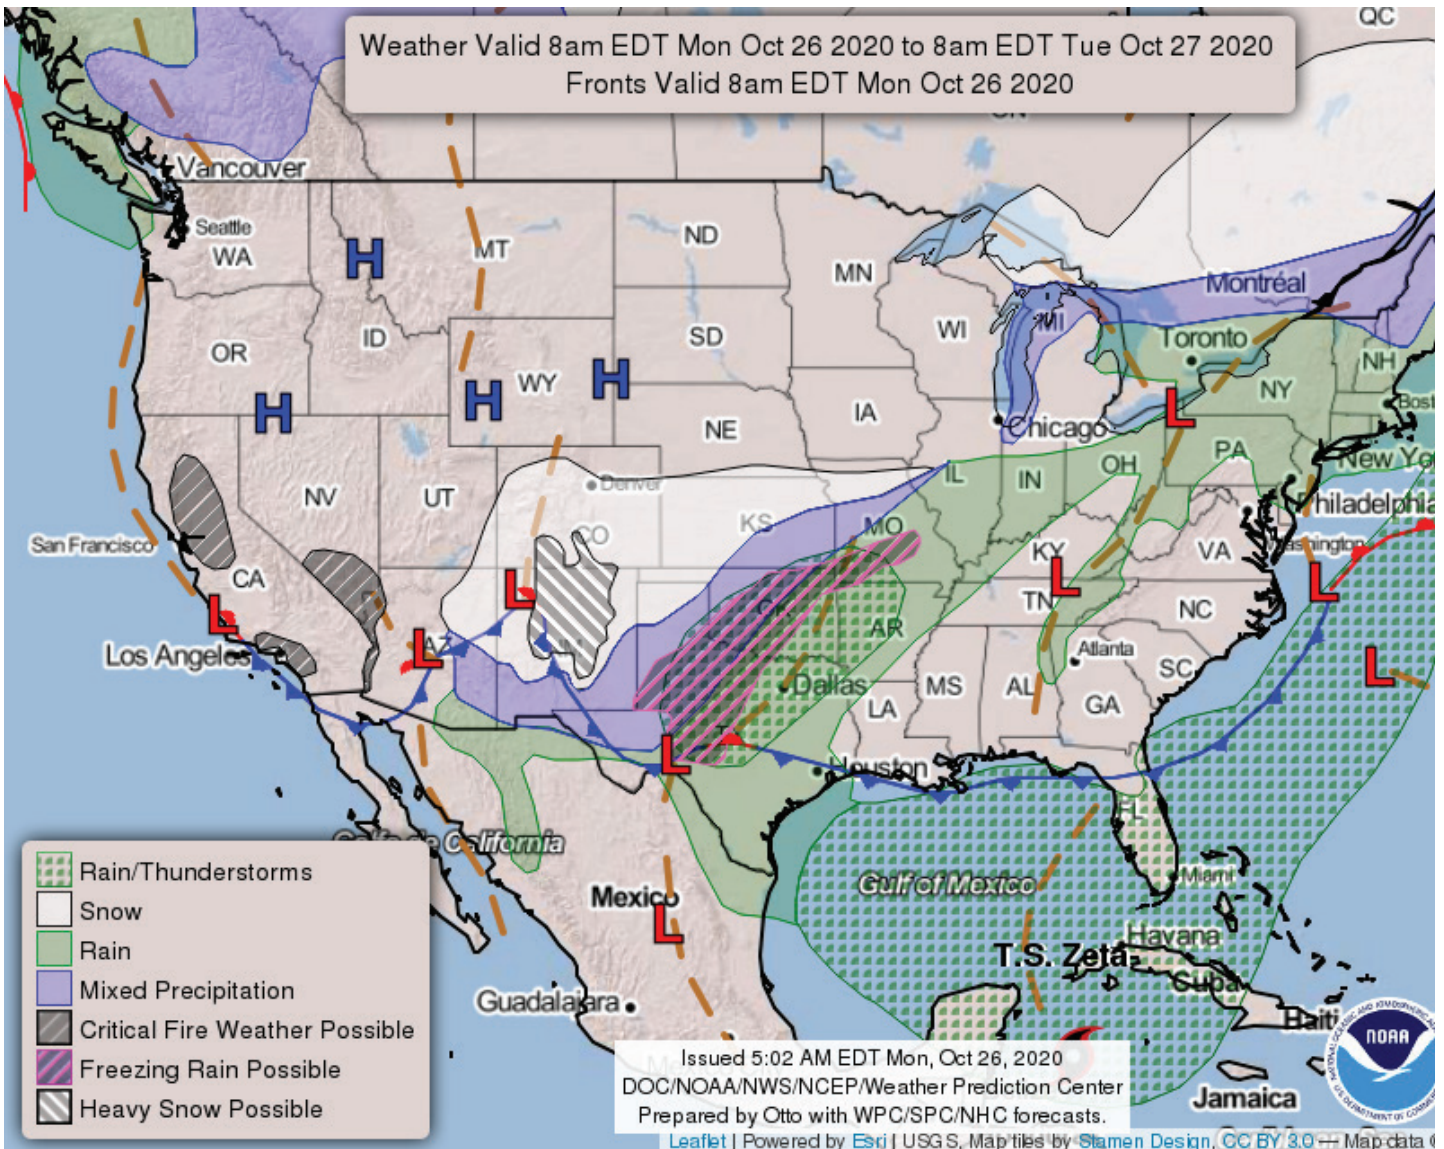 Weather Valid 8am EDT Mon Oct 26 2020 to 8am EDT Tue Oct 27 2020
Fronts Valid 8am EDT Mon Oct 26 2020
QC
Vancouver
Seattle
WA
MT
ND
MN
Montréal
H
OR
ID
SD
WI
MI
Toronto
NH
WY
H
H
H
NY
IA
L
NE
Chicago
Bost
PA
New Yo
IL
IN
OH
NV
UT
Denver
Philadelphia
CO
KS
MO
San Francisco
KY
VA
Washington
CA
L
L
L
OK
TN
NC
L
AZ
L
NM
AR
Los Angeles
Atlanta
SC
L
Dallas
MS
AL
GA
LA
L
Houston
FL
Golfo de California
Gulf of Mexico
Miami
Mexico
L
T.S. Zeta
Havana
Cuba
Guadalajara
Haiti
Jamaica
Mexico City
Rain/Thunderstorms
Snow
Rain
Mixed Precipitation
Critical Fire Weather Possible
Freezing Rain Possible
Heavy Snow Possible
Issued 5:02 AM EDT Mon, Oct 26, 2020
DOC/NOAA/NWS/NCEP/Weather Prediction Center
Prepared by Otto with WPC/SPC/NHC forecasts.
NOAA
Leaflet | Powered by Esri | USGS, Map tiles by Stamen Design, CC BY 3.0 — Map data ©